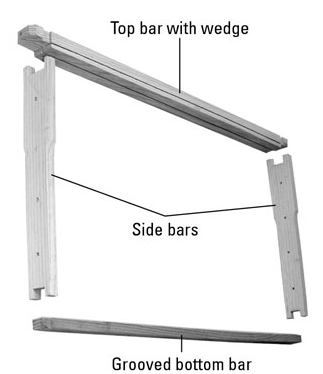 Top bar with wedge
Side bars
Grooved bottom bar